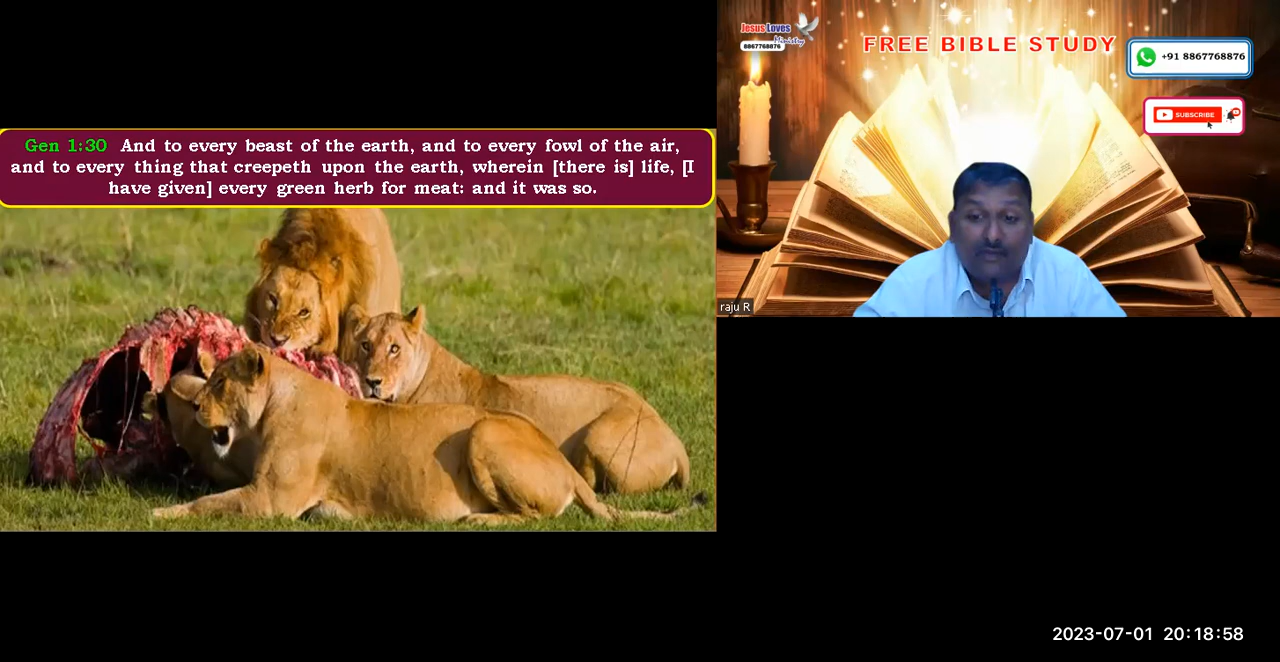 Gen 1:30 And to every beast of the earth, and to every fowl of the air,
and to every thing that creepeth upon the earth, wherein [there is] life, [I
have given] every green herb for meat: and it was so.
Jesus Loves
Ministry
8867768876
FREE BIBLE STUDY
+91 8867768876
SUBSCRIBE
raju R
2023-07-01 20:18:58